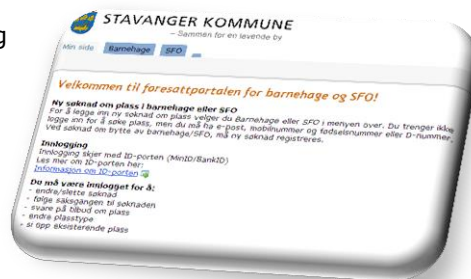 g
STAVANGER KOMMUNE
– Sammen for en levende by
Min side Barnehage SFO
Velkommen til foresattportalen for barnehage og SFO!
Ny søknad om plass i barnehage eller SFO
For å legge inn ny søknad om plass velger du Barnehage eller SFO i menyen over. Du trenger ikke
logge inn for å søke plass, men du må ha e-post, mobilnummer og fødselsnummer eller D-nummer.
Ved søknad om bytte av barnehage/SFO, må ny søknad registreres.
Innlogging
Innlogging skjer med ID-porten (MinID/BankID)
Les mer om ID-porten her:
Informasjon om ID-porten
Du må være innlogget for å:
- endre/slette søknad
- følge saksgangen til søknaden
- svare på tilbud om plass
- endre plasstype
- si opp eksisterende plass